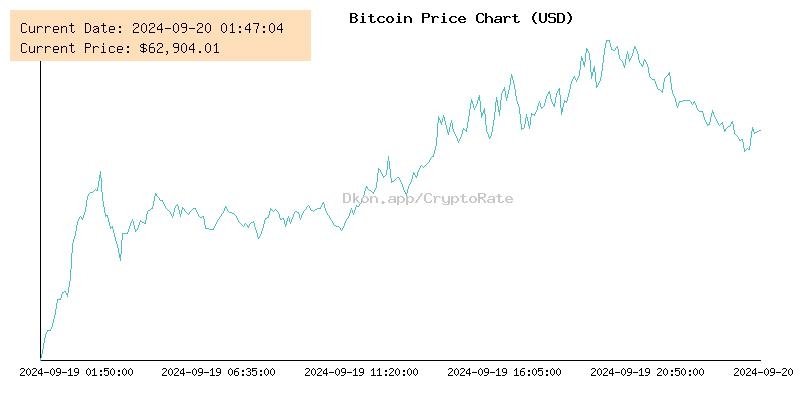 Bitcoin Price Chart (USD)
Current Date: 2024-09-20 01:47:04
Current Price: $62,904.01
Dkon.app/CryptoRate
2024-09-19 01:50:00 2024-09-19 06:35:00 2024-09-19 11:20:00 2024-09-19 16:05:00 2024-09-19 20:50:00 2024-09-20